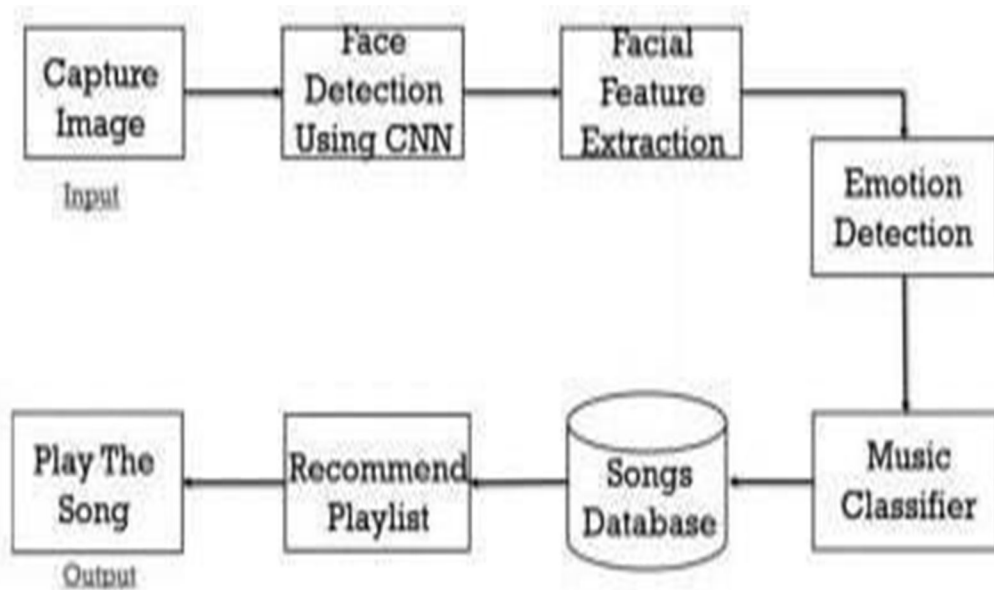 Capture
Image
Input
Face
Detection
Using CNN
Facial
Feature
Extraction
Emotion
Detection
Music
Classifier
Songs
Database
Recommend
Playlist
Play The
Song
Output